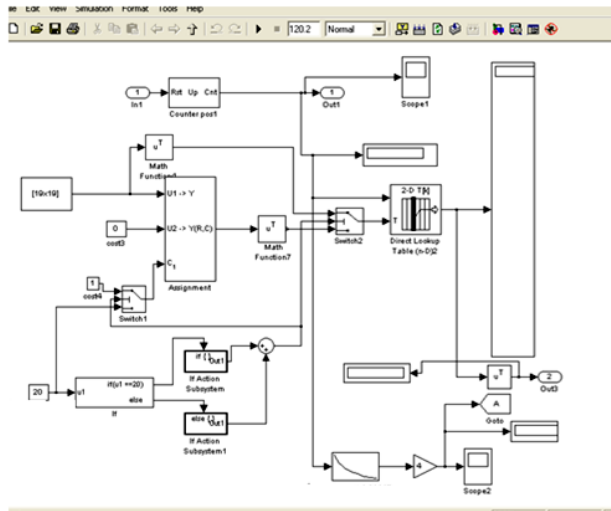 File Edit View Simulation Format Tools Help
120.2 Normal
1
In1
Rst Up Cnt
Counter pos1
1
Out1
Scope1
u T
Math
[19x19]
U1 -> Y
U2 -> Y(R,C)
C 1
Assignment
0
cost3
1
cost4
Switch1
u T
Math
Function7
Switch2
2-D T[k]
T
Direct Lookup
Table (n-D)2
20
u1
if(u1 ==20)
else
If
if { }
Out1
If Action
Subsystem
else { }
Out1
If Action
Subsystem1
u T
2
Out3
A
Goto
4
Scope2